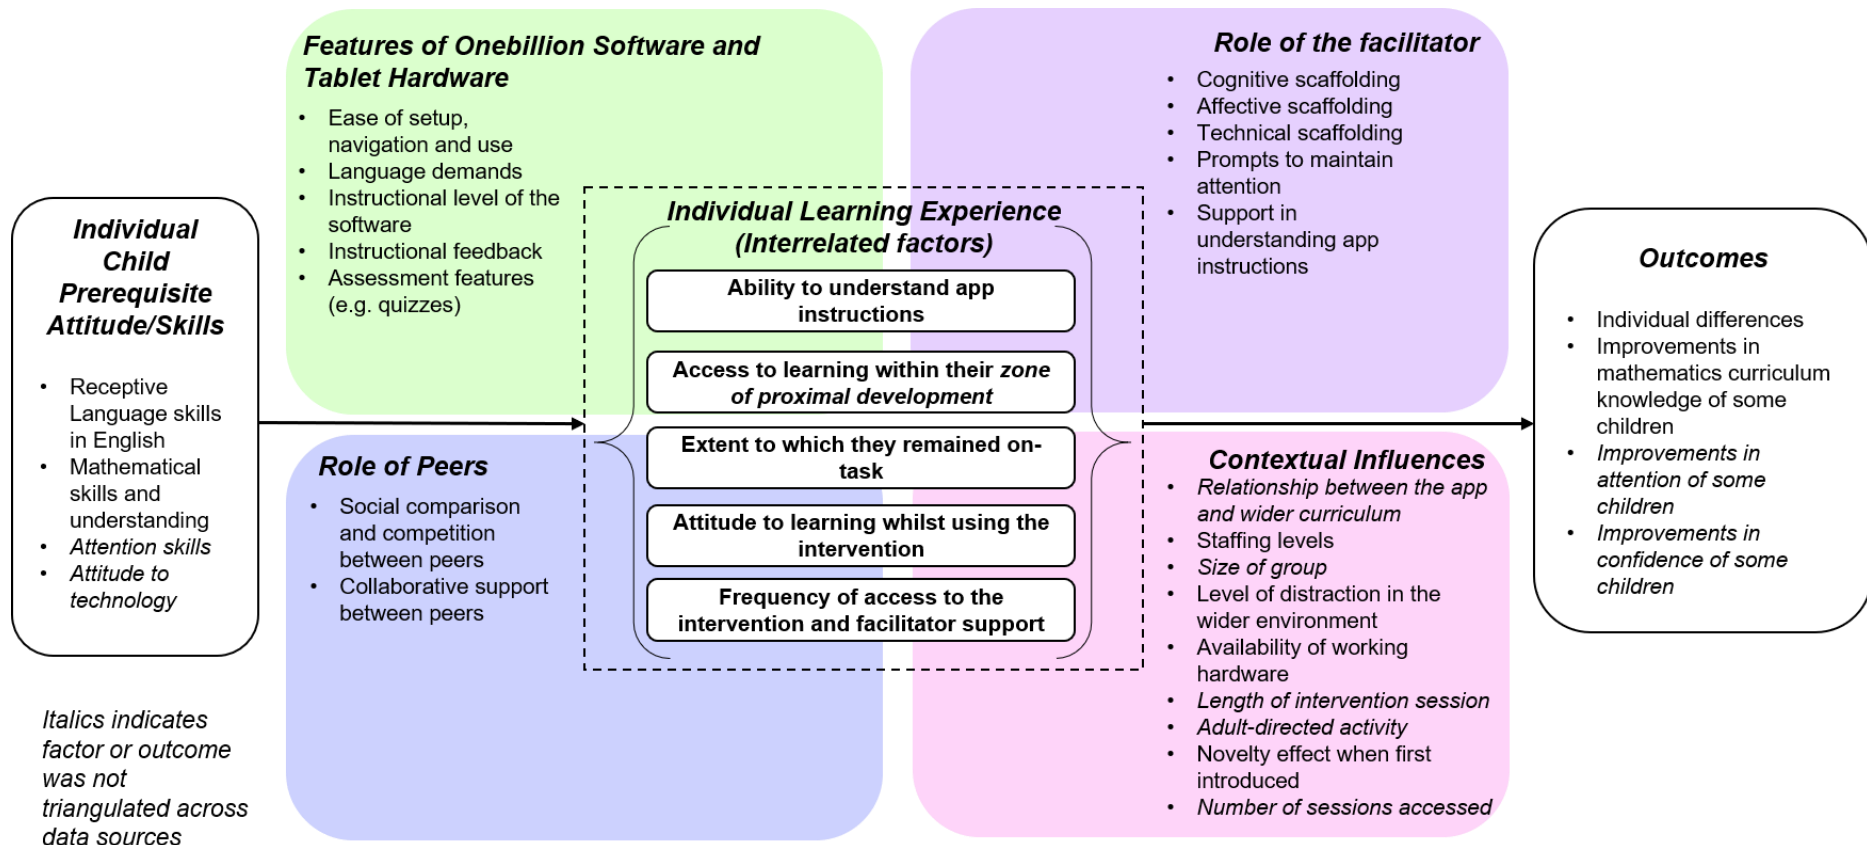 Individual
Child
Prerequisite
Attitude/Skills
• Receptive
Language skills
in English
• Mathematical
skills and
understanding
• Attention skills
• Attitude to
technology
Italics indicates
factor or outcome
was not
triangulated across
data sources
Features of Onebillion Software and
Tablet Hardware
• Ease of setup,
navigation and use
• Language demands
• Instructional level of the
software
• Instructional feedback
• Assessment features
(e.g. quizzes)
Role of Peers
• Social comparison
and competition
between peers
• Collaborative support
between peers
Individual Learning Experience
(Interrelated factors)
Ability to understand app
instructions
Access to learning within their zone
of proximal development
Extent to which they remained on-
task
Attitude to learning whilst using the
intervention
Frequency of access to the
intervention and facilitator support
Role of the facilitator
• Cognitive scaffolding
• Affective scaffolding
• Technical scaffolding
• Prompts to maintain
attention
• Support in
understanding app
instructions
Contextual Influences
• Relationship between the app
and wider curriculum
• Staffing levels
• Size of group
• Level of distraction in the
wider environment
• Availability of working
hardware
• Length of intervention session
• Adult-directed activity
• Novelty effect when first
introduced
• Number of sessions accessed
Outcomes
• Individual differences
• Improvements in
mathematics curriculum
knowledge of some
children
• Improvements in
attention of some
children
• Improvements in
confidence of some
children